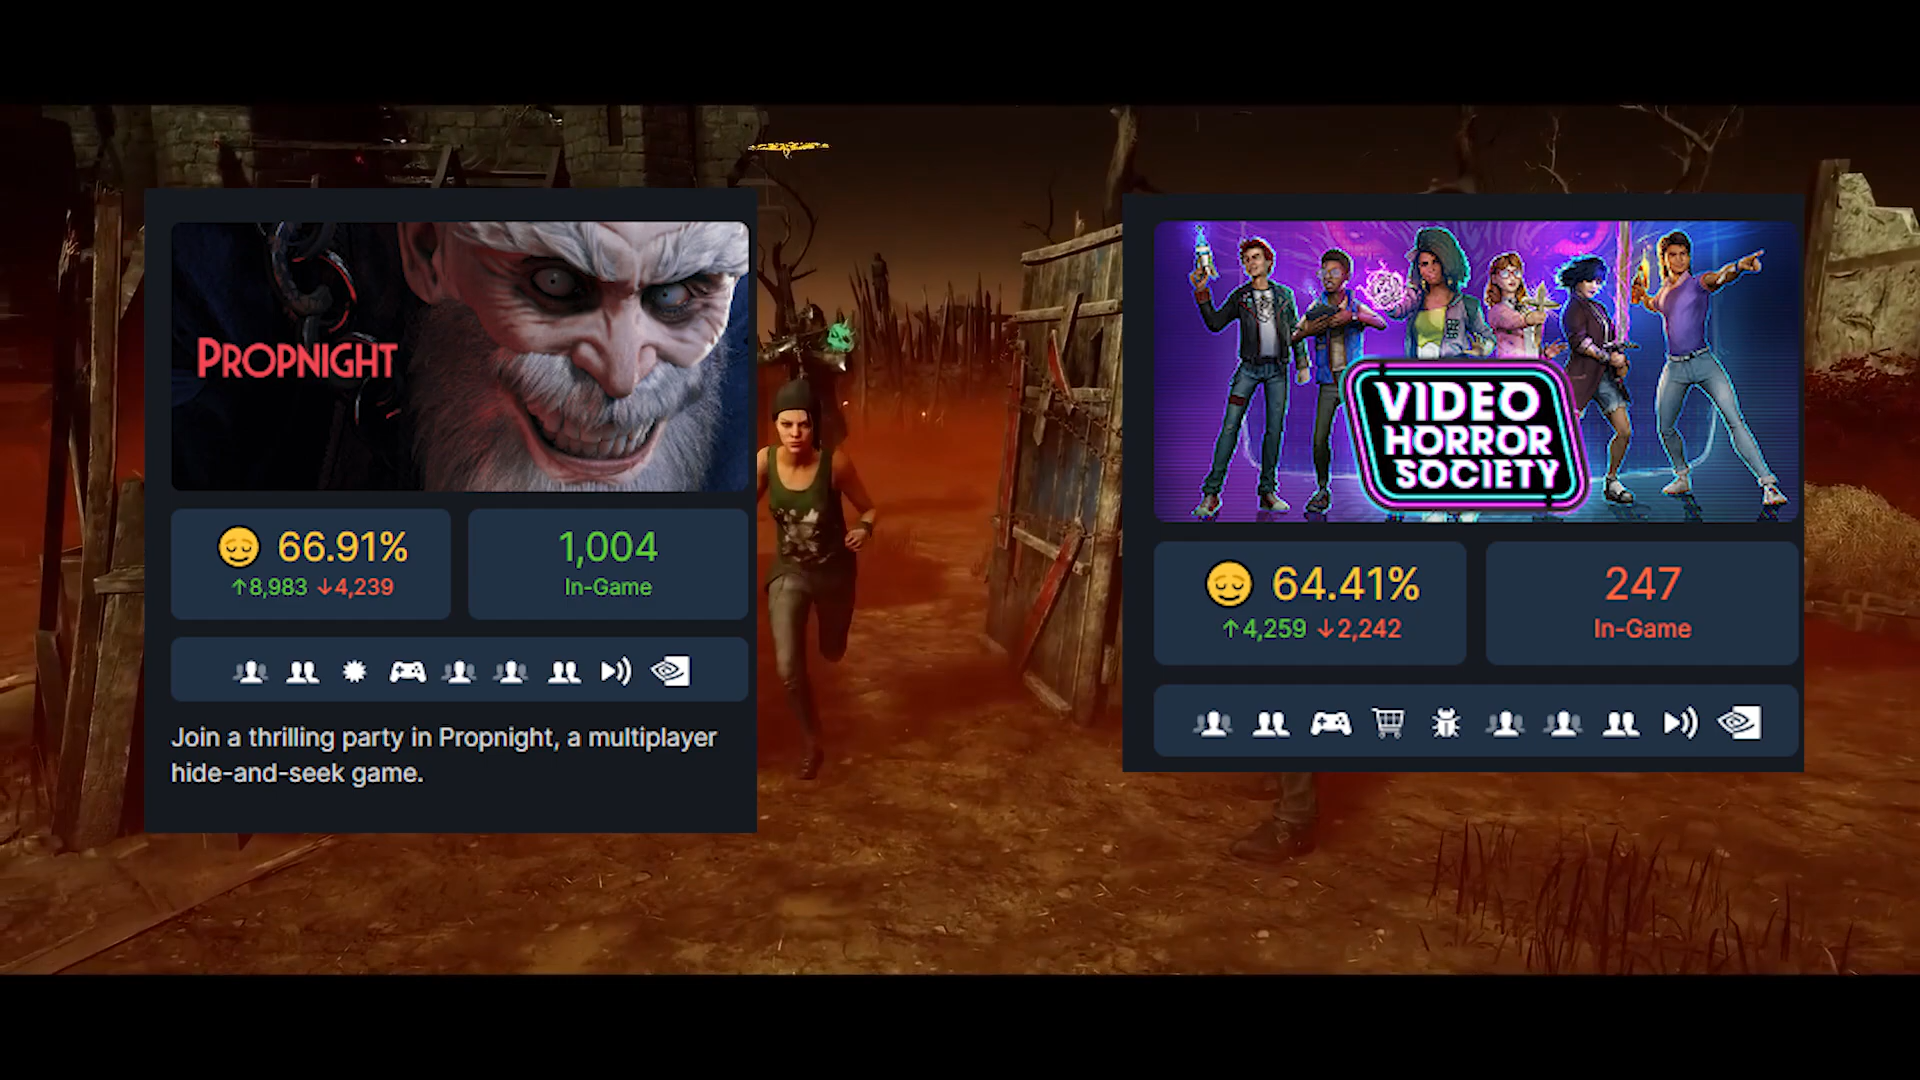 PROPNIGHT
66.91%
↑8,983 ↓4,239
1,004
In-Game
Join a thrilling party in Propnight, a multiplayer
hide-and-seek game.
VIDEO
HORROR
SOCIETY
64.41%
↑4,259 ↓2,242
247
In-Game